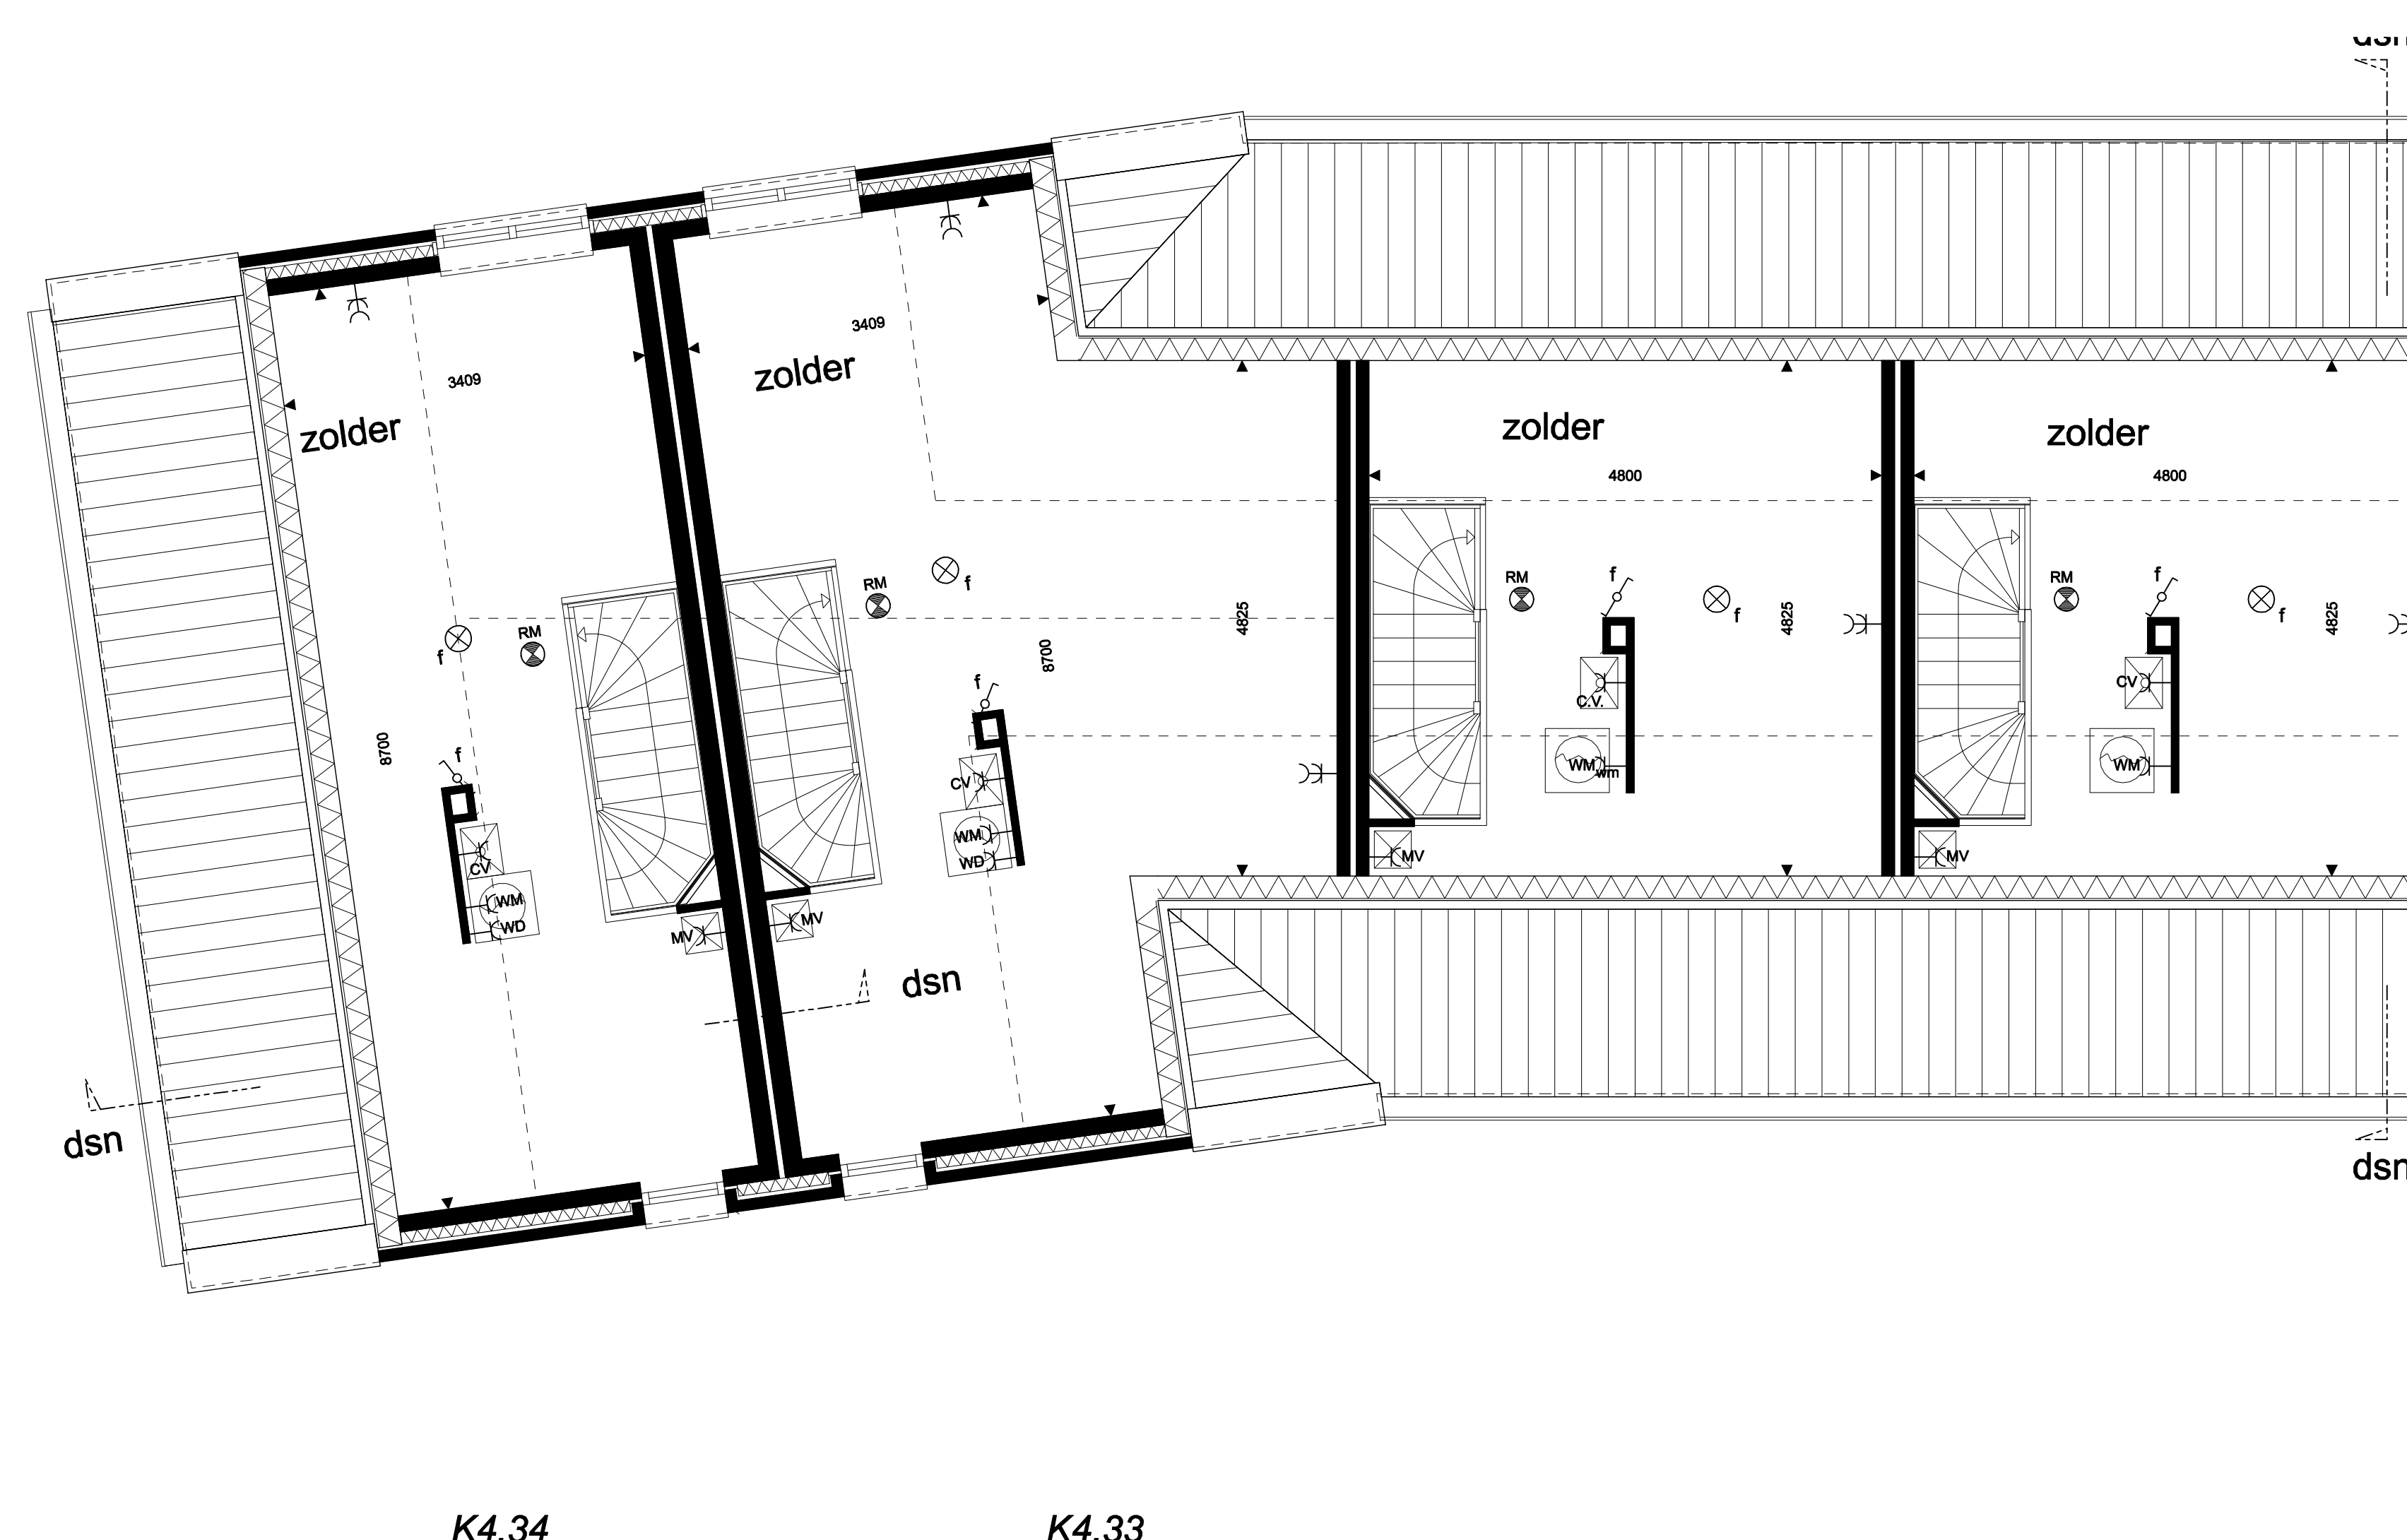 dsn
3409
zolder
3409
zolder
zolder
4800
zolder
4800
RM
f
f
RM
f
4825
8700
RM
f
f
4825
RM
f
f
4825
8700
f
CV
WM
WD
MV
f
CV
WM
WD
MV
C.V.
WM
wm
MV
CV
WM
MV
dsn
dsn
dsn
K4.34
K4.33